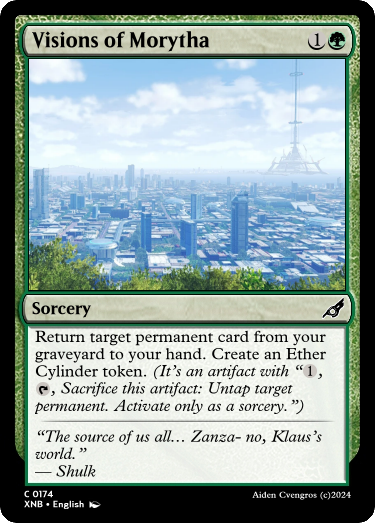 Visions of Morytha 1
Sorcery
Return target permanent card from your
graveyard to your hand. Create an Ether
Cylinder token. (It's an artifact with “1,
, Sacrifice this artifact: Untap target
permanent. Activate only as a sorcery.”)
“The source of us all… Zanza- no, Klaus's
world.”
— Shulk
C 0174
XNB • English
Aiden Cvengros (c)2024